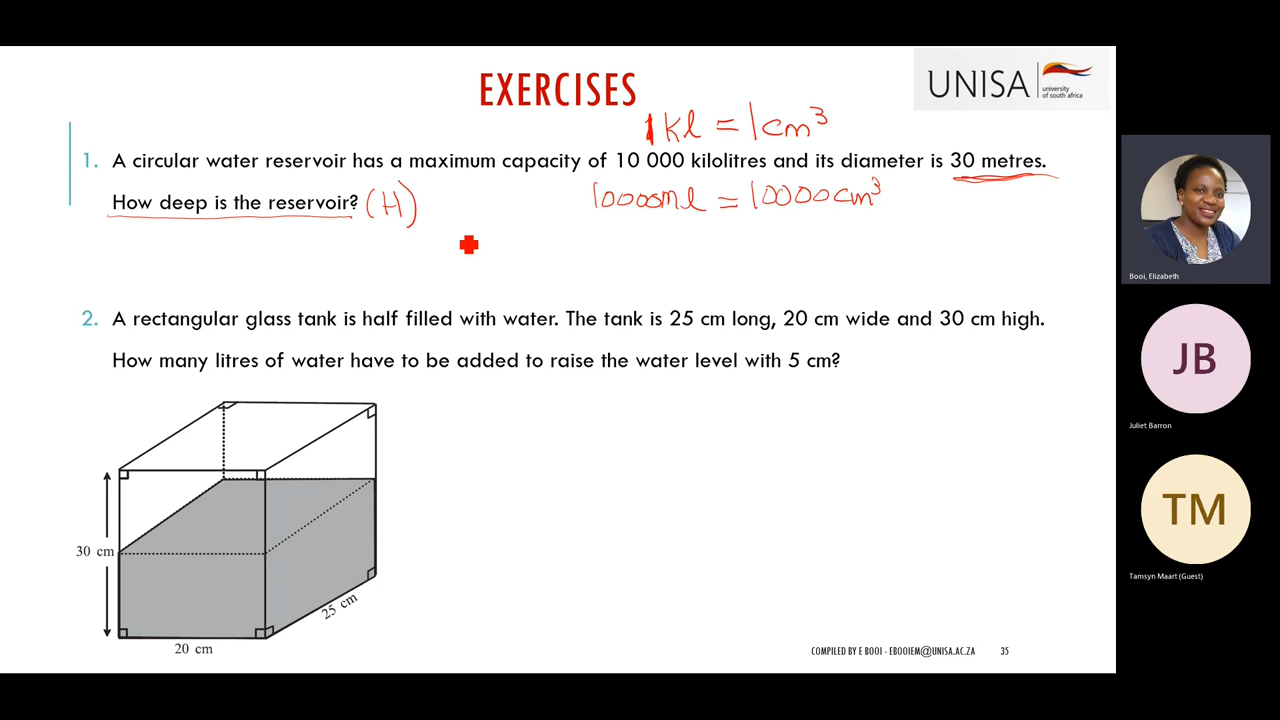 EXERCISES
UNISA
university
of south africa
1kl = 1cm³
1. A circular water reservoir has a maximum capacity of 10 000 kilolitres and its diameter is 30 metres.
How deep is the reservoir? (H)
10000ml = 10000cm³
2. A rectangular glass tank is half filled with water. The tank is 25 cm long, 20 cm wide and 30 cm high.
How many litres of water have to be added to raise the water level with 5 cm?
30 cm
25 cm
20 cm
COMPILED BY E BOOI - EBOOIEM@UNISA.AC.ZA
35
Booi, Elizabeth
JB
Juliet Barron
TM
Tamsyn Maart (Guest)